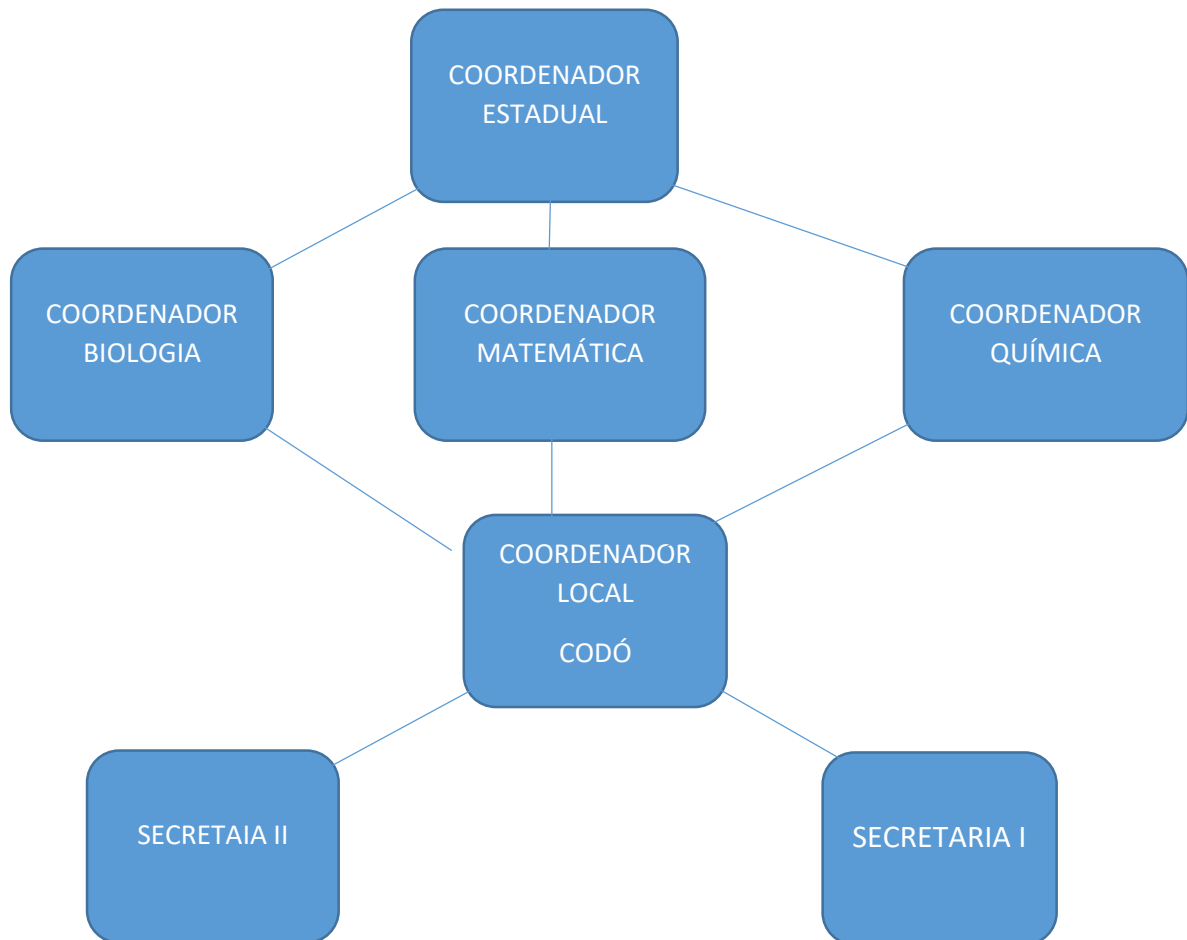 COORDENADOR
ESTADUAL
COORDENADOR
BIOLOGIA
COORDENADOR
MATEMÁTICA
COORDENADOR
QUÍMICA
COORDENADOR
LOCAL
CODÓ
SECRETAIA II
SECRETARIA I